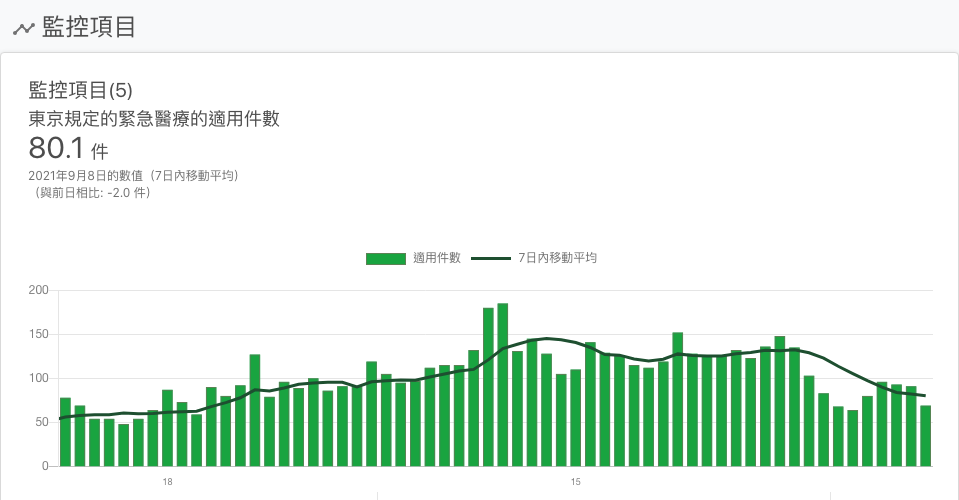 監控項目
監控項目(5)
東京規定的緊急醫療的適用件數
80.1 件
2021年9月8日的數值（7日內移動平均）
（與前日相比: -2.0 件）
適用件數 7日內移動平均
200
150
100
50
0
18 15